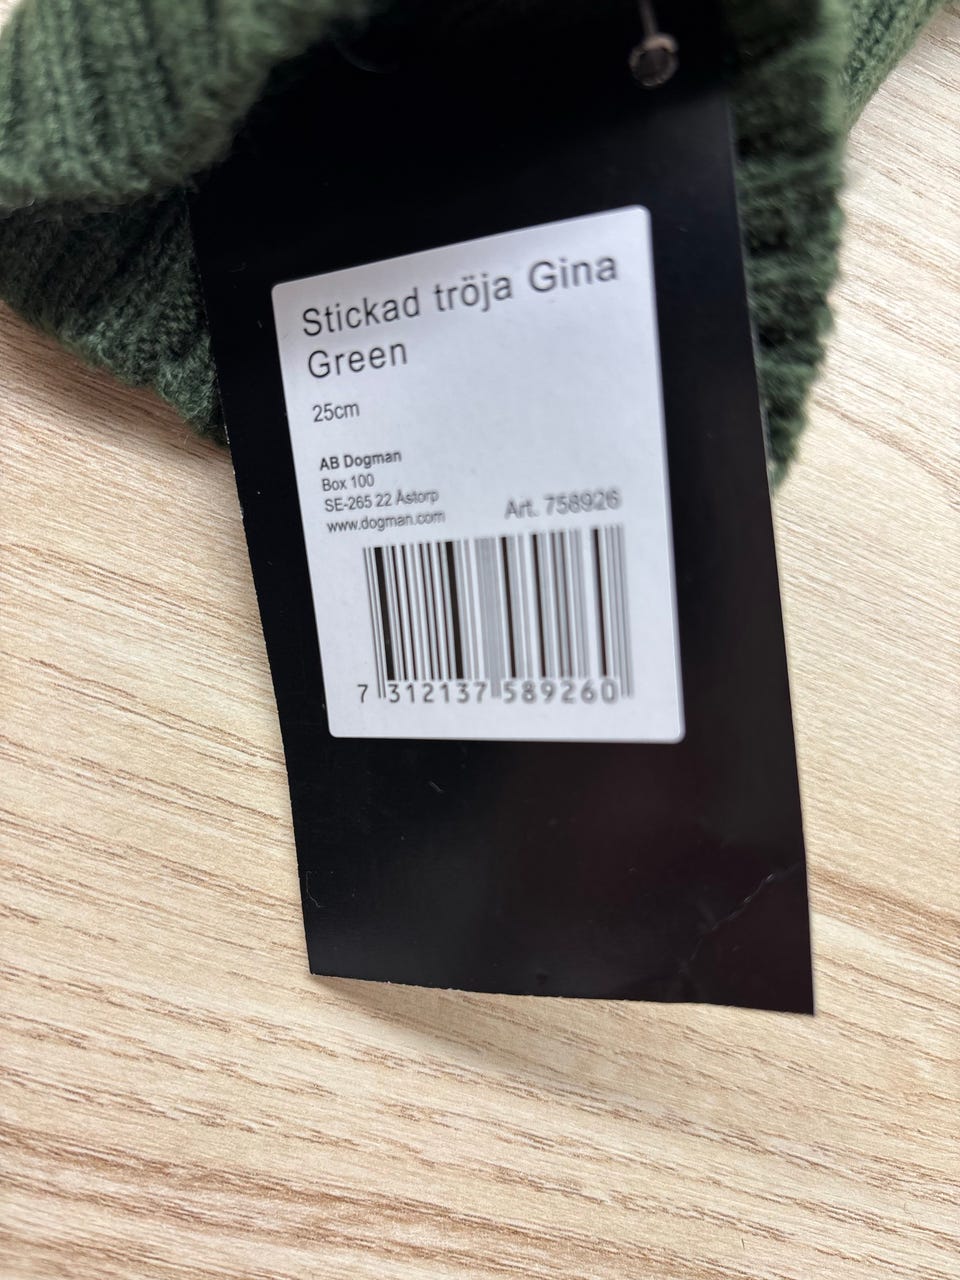 Stickad tröja Gina
Green
25cm
AB Dogman
Box 100
SE-265 22 Åstorp
www.dogman.com
Art. 758926
7 312137 589260